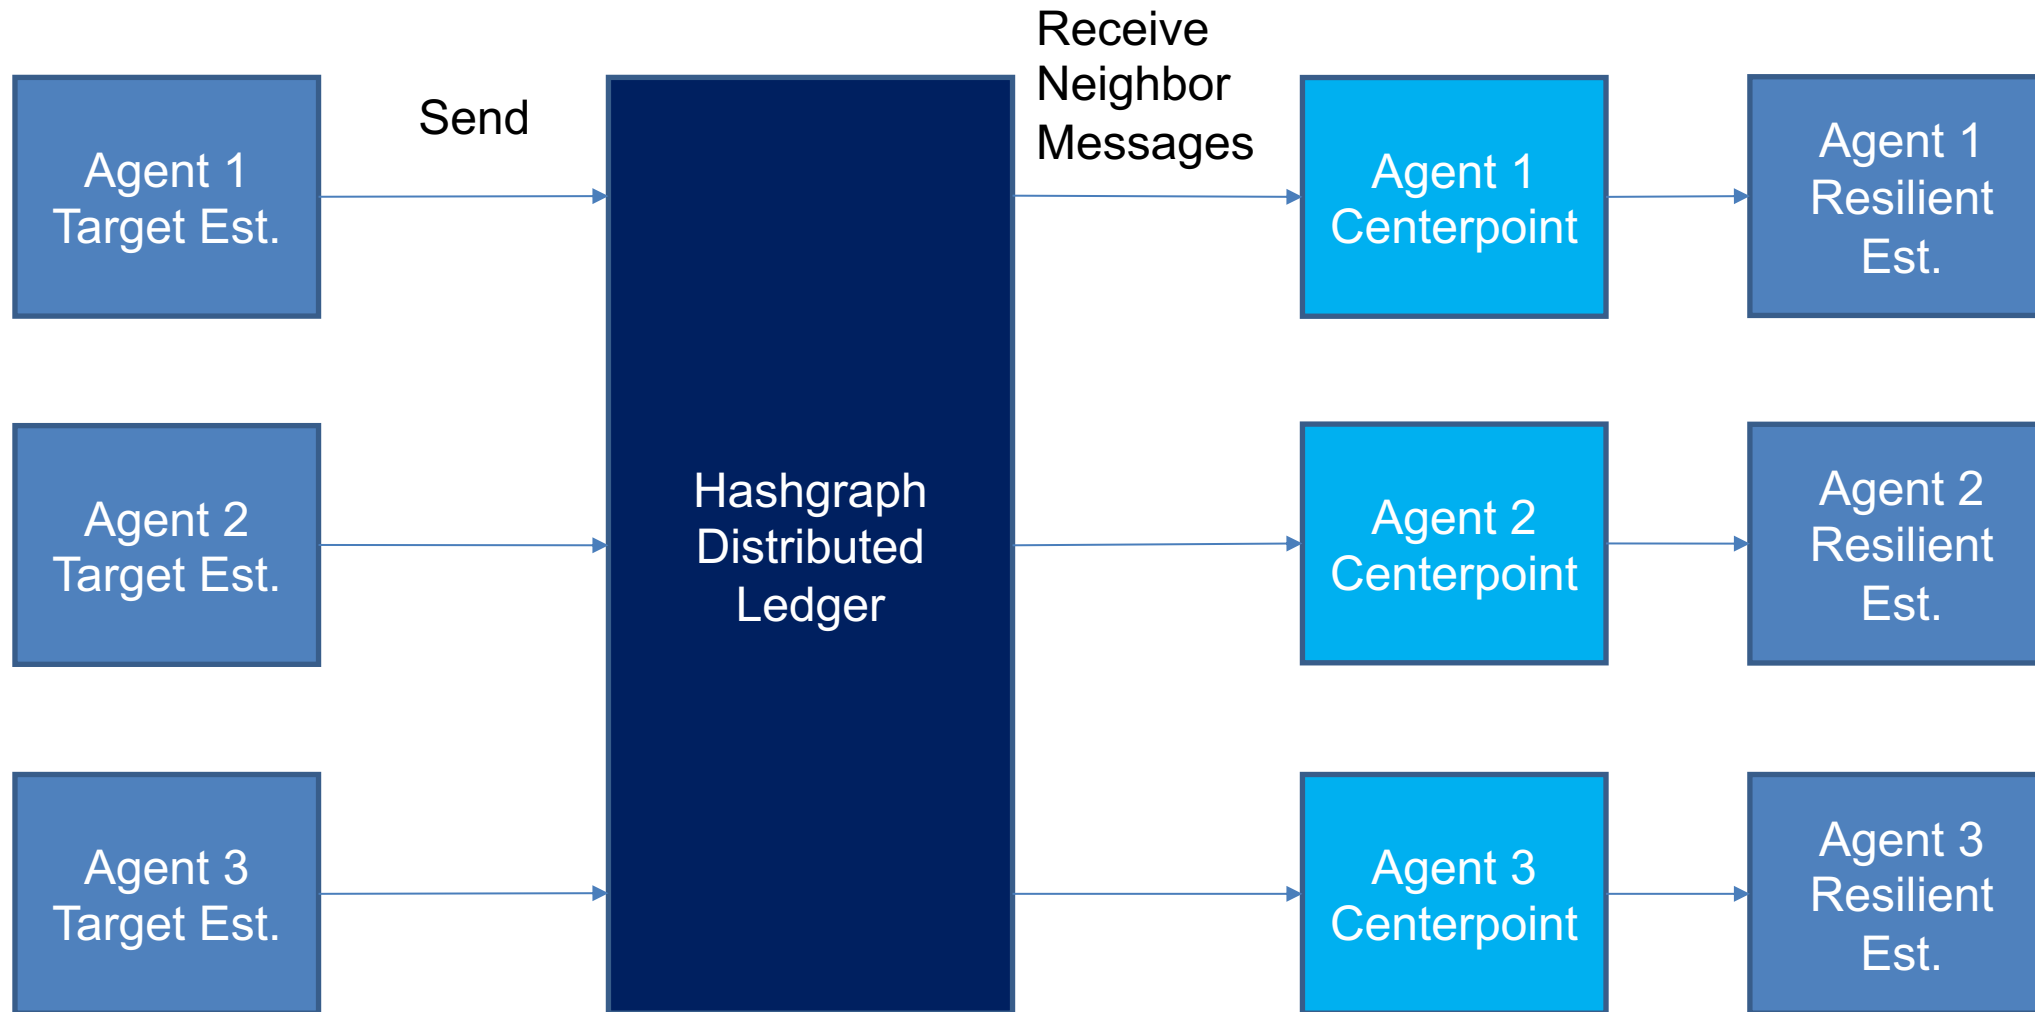 Receive
Neighbor
Messages
Send
Agent 1
Target Est.
Agent 1
Centerpoint
Agent 1
Resilient
Est.
Agent 2
Target Est.
Hashgraph
Distributed
Ledger
Agent 2
Centerpoint
Agent 2
Resilient
Est.
Agent 3
Target Est.
Agent 3
Centerpoint
Agent 3
Resilient
Est.